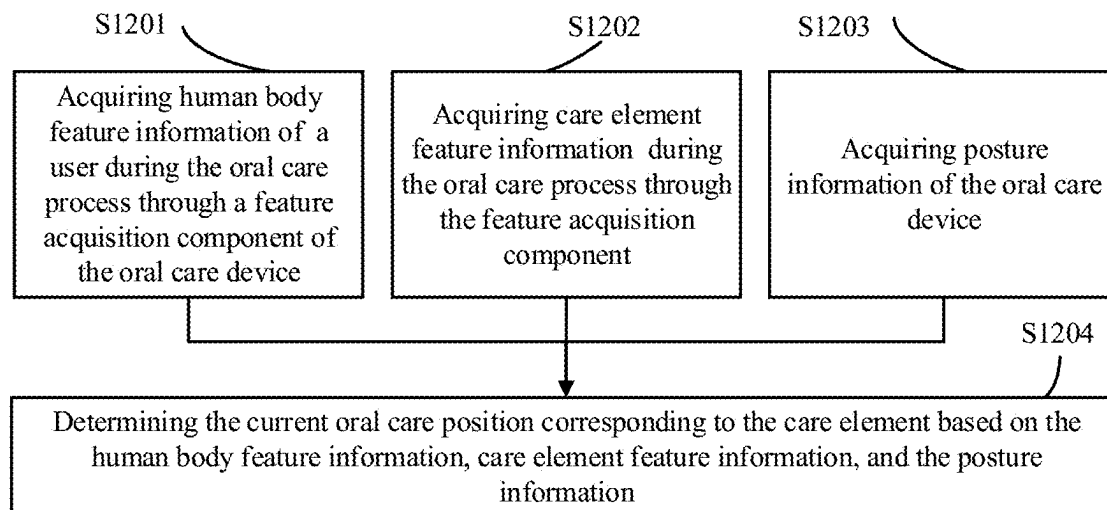 S1201
S1202
S1203
Acquiring human body
feature information of a
user during the oral care
process through a feature
acquisition component of
the oral care device
Acquiring care element
feature information during
the oral care process through
the feature acquisition
component
Acquiring posture
information of the oral care
device
S1204
Determining the current oral care position corresponding to the care element based on the
human body feature information, care element feature information, and the posture
information